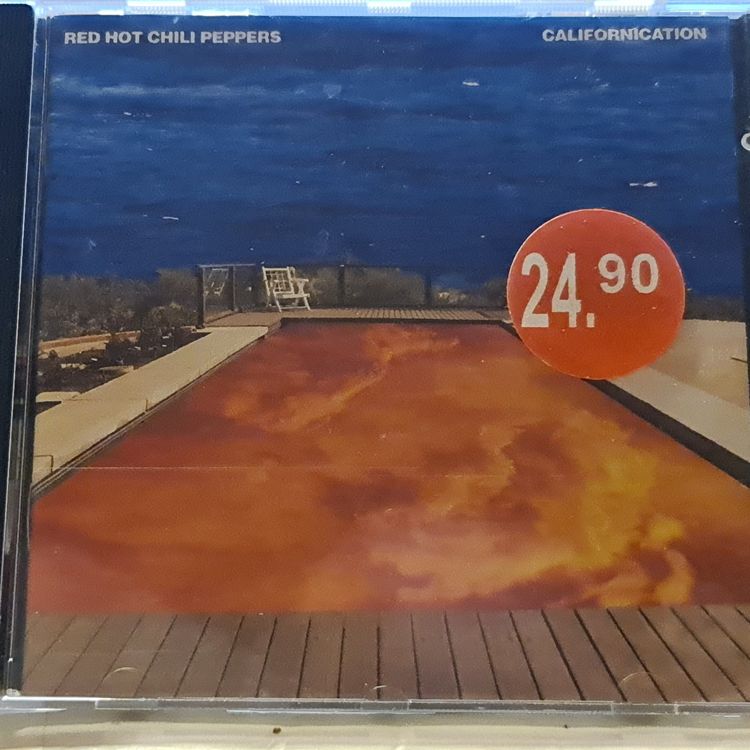 RED HOT CHILI PEPPERS
CALIFORNICATION
24.90